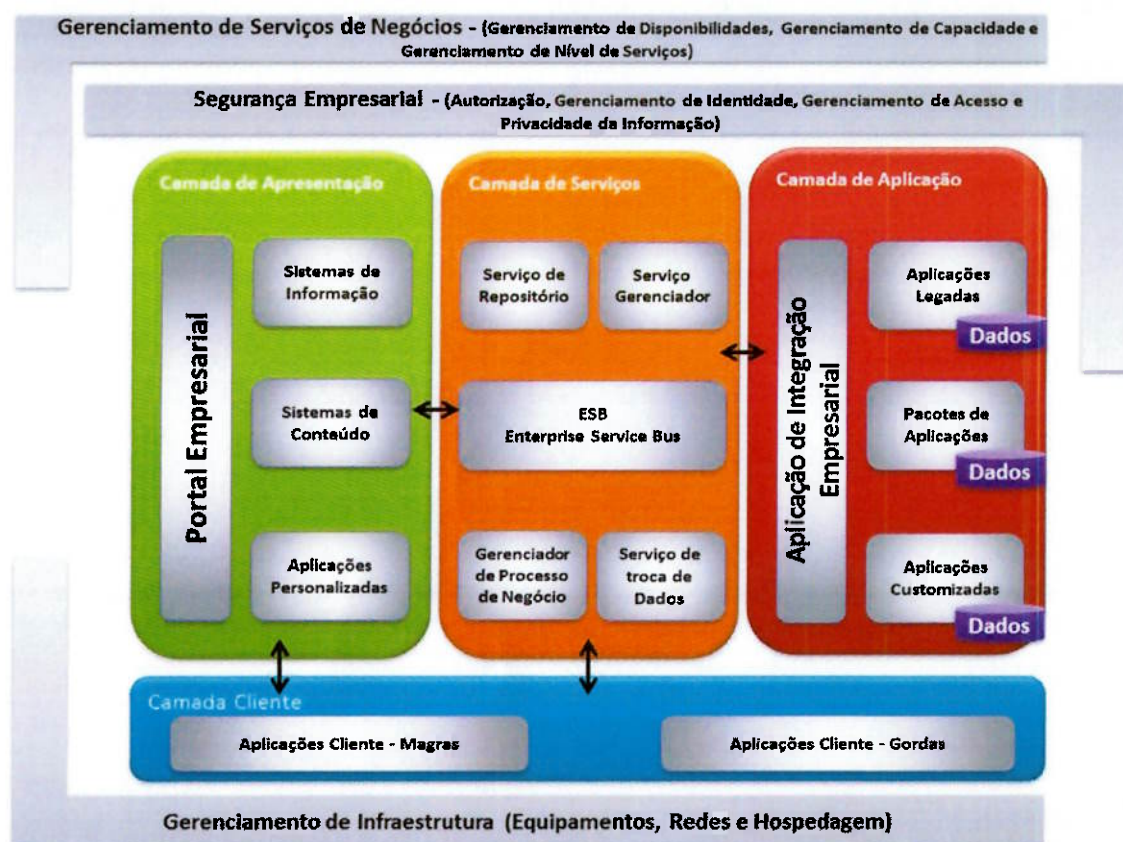 Gerenciamento de Serviços de Negócios - (Gerenciamento de Disponibilidades, Gerenciamento de Capacidade e
Gerenciamento de Nível de Serviços)
Segurança Empresarial - (Autorização, Gerenciamento de Identidade, Gerenciamento de Acesso e
Privacidade da Informação)
Camada de Apresentação
Portal Empresarial
Sistemas de
Informação
Sistemas de
Conteúdo
Aplicações
Personalizadas
Camada de Serviços
Serviço de
Repositório
Serviço
Gerenciador
ESB
Enterprise Service Bus
Gerenciador
de Processo
de Negócio
Serviço de
troca de
Dados
Camada de Aplicação
Aplicação de Integração
Empresarial
Aplicações
Legadas
Dados
Pacotes de
Aplicações
Dados
Aplicações
Customizadas
Dados
Camada Cliente
Aplicações Cliente - Magras
Aplicações Cliente - Gordas
Gerenciamento de Infraestrutura (Equipamentos, Redes e Hospedagem)